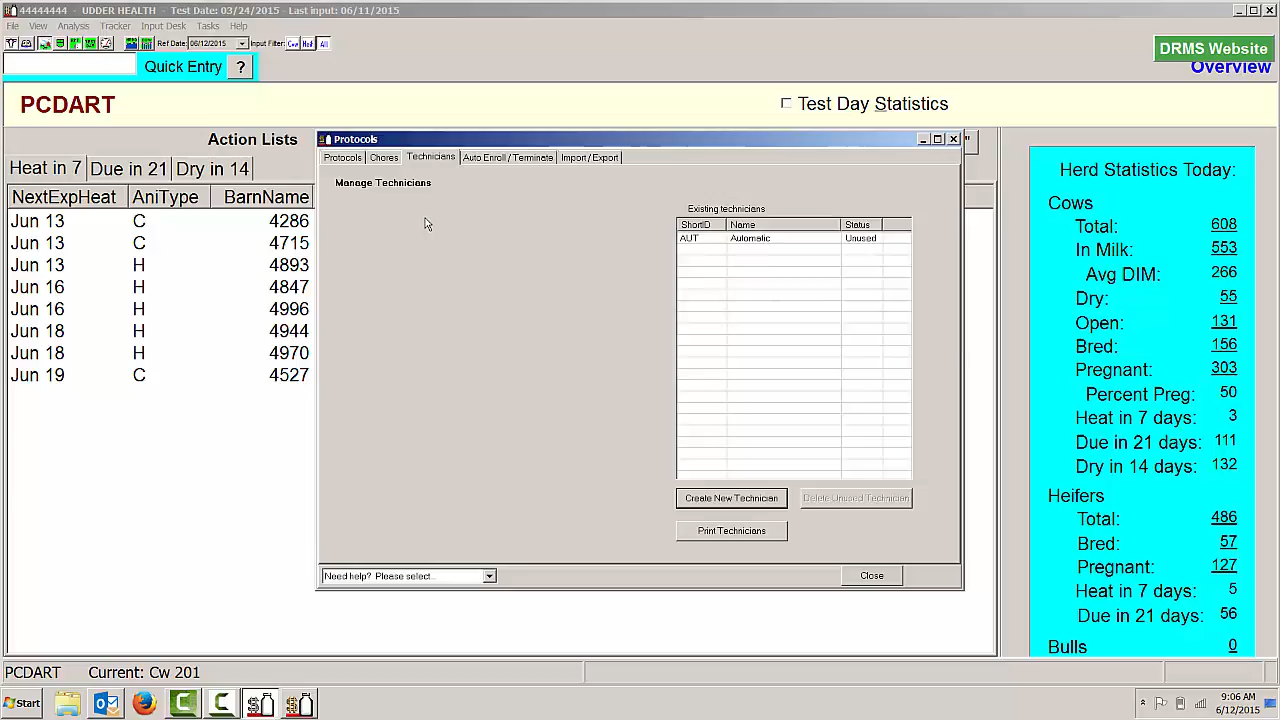 44444444 - UDDER HEALTH - Test Date: 03/24/2015 - Last input: 06/11/2015
File View Analysis Tracker Input Desk Tasks Help
Ref Date: 06/12/2015 Input Filter: Cw Hef All
Quick Entry ?
DRMS Website
Overview
PCDART
Test Day Statistics
Action Lists
Heat in 7 Due in 21 Dry in 14
NextExpHeat AniType BarnName
Jun 13 C 4286
Jun 13 C 4715
Jun 13 H 4893
Jun 16 H 4847
Jun 16 H 4996
Jun 18 H 4944
Jun 18 H 4970
Jun 19 C 4527
Protocols
Protocols Chores Technicians Auto Enroll / Terminate Import / Export
Manage Technicians
Existing technicians
ShortID Name Status
AUT Automatic Unused
Create New Technician Delete Unused Technician
Print Technicians
Need help? Please select...
Close
"
Herd Statistics Today:
Cows
Total: 608
In Milk: 553
Avg DIM: 266
Dry: 55
Open: 131
Bred: 156
Pregnant: 303
Percent Preg: 50
Heat in 7 days: 3
Due in 21 days: 111
Dry in 14 days: 132
Heifers
Total: 486
Bred: 57
Pregnant: 127
Heat in 7 days: 5
Due in 21 days: 56
Bulls 0
PCDART Current: Cw 201
Start
9:06 AM
6/12/2015